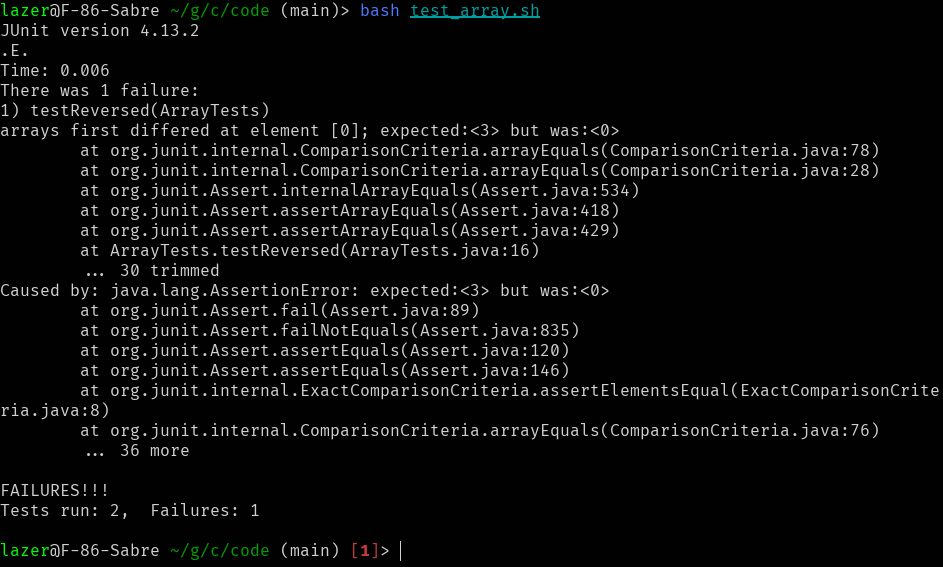 lazer@F-86-Sabre ~/g/c/code (main)> bash test_array.sh
JUnit version 4.13.2
.E.
Time: 0.006
There was 1 failure:
1) testReversed(ArrayTests)
arrays first differed at element [0]; expected:<3> but was:<0>
        at org.junit.internal.ComparisonCriteria.arrayEquals(ComparisonCriteria.java:78)
        at org.junit.internal.ComparisonCriteria.arrayEquals(ComparisonCriteria.java:28)
        at org.junit.Assert.internalArrayEquals(Assert.java:534)
        at org.junit.Assert.assertArrayEquals(Assert.java:418)
        at org.junit.Assert.assertArrayEquals(Assert.java:429)
        at ArrayTests.testReversed(ArrayTests.java:16)
        ... 30 trimmed
Caused by: java.lang.AssertionError: expected:<3> but was:<0>
        at org.junit.Assert.fail(Assert.java:89)
        at org.junit.Assert.failNotEquals(Assert.java:835)
        at org.junit.Assert.assertEquals(Assert.java:120)
        at org.junit.Assert.assertEquals(Assert.java:146)
        at org.junit.internal.ExactComparisonCriteria.assertElementsEqual(ExactComparisonCrite
ria.java:8)
        at org.junit.internal.ComparisonCriteria.arrayEquals(ComparisonCriteria.java:76)
        ... 36 more

FAILURES!!!
Tests run: 2,  Failures: 1

lazer@F-86-Sabre ~/g/c/code (main) [1]>